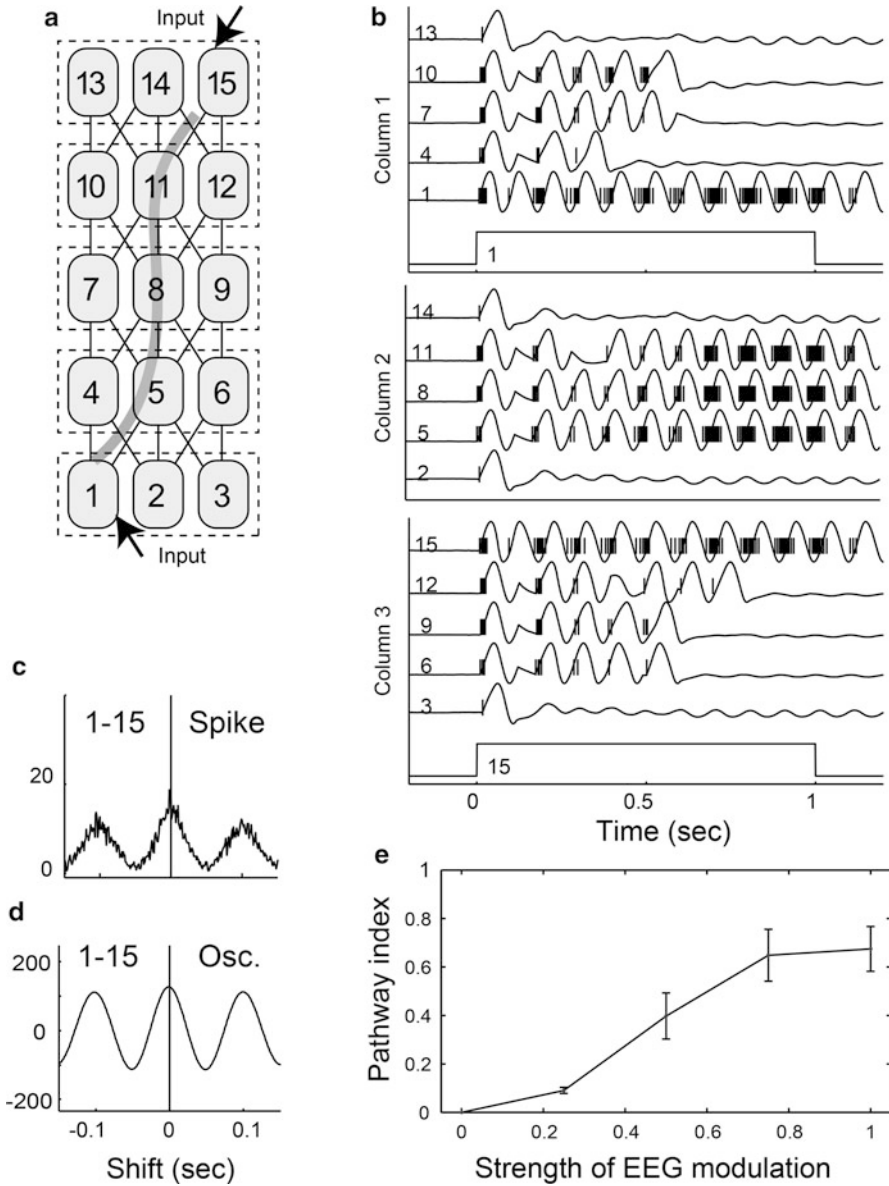 a
Input
13 14 15
10 11 12
7 8 9
4 5 6
1 2 3
Input
b
Column 1
13
10
7
4
1
1
Column 2
14
11
8
5
2
Column 3
15
12
9
6
3
15
0 0.5 1
Time (sec)
c
1-15 Spike
20
0
d
1-15 Osc.
200
0
-200
-0.1 0 0.1
Shift (sec)
e
Pathway index
1
0.8
0.6
0.4
0.2
0
0 0.2 0.4 0.6 0.8 1
Strength of EEG modulation